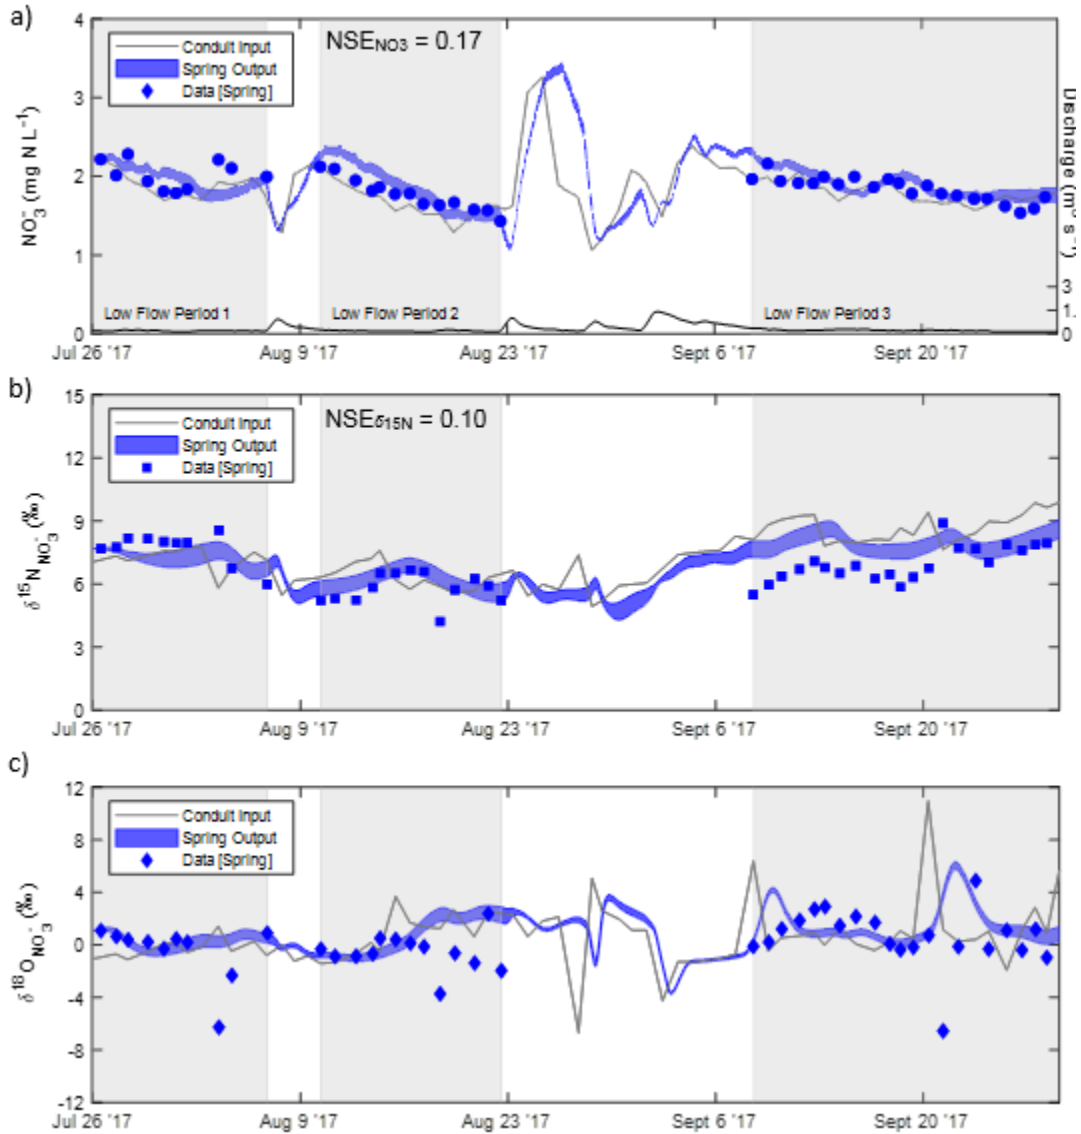 a)
4
3
2
1
0
NO3- (mg N L-1)
Conduit Input
Spring Output
Data [Spring]
NSENO3 = 0.17
Discharge (m3 s-1)
3
1.
0
Low Flow Period 1
Low Flow Period 2
Low Flow Period 3
Jul 26 '17
Aug 9 '17
Aug 23 '17
Sept 6 '17
Sept 20 '17
b)
15
12
9
6
3
0
δ15NNO3- (‰)
Conduit Input
Spring Output
Data [Spring]
NSEδ15N = 0.10
Jul 26 '17
Aug 9 '17
Aug 23 '17
Sept 6 '17
Sept 20 '17
c)
12
8
4
0
-4
-8
-12
δ18ONO3- (‰)
Conduit Input
Spring Output
Data [Spring]
Jul 26 '17
Aug 9 '17
Aug 23 '17
Sept 6 '17
Sept 20 '17